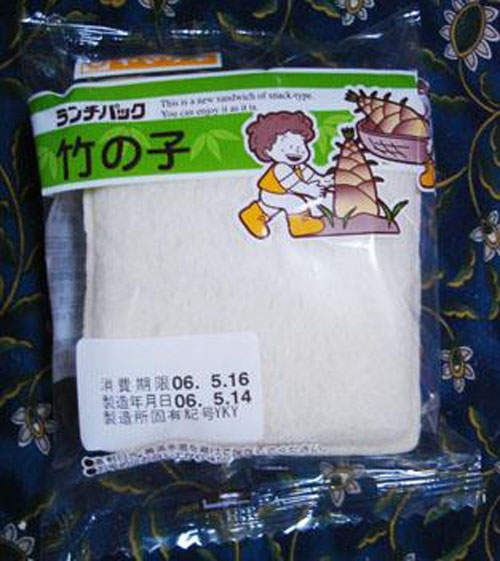 ランチパック
This is a new sandwich of snack-type.
You can enjoy it as it is.
竹の子
消費期限06. 5.16
製造年月日06. 5.14
製造所固有記号YKY